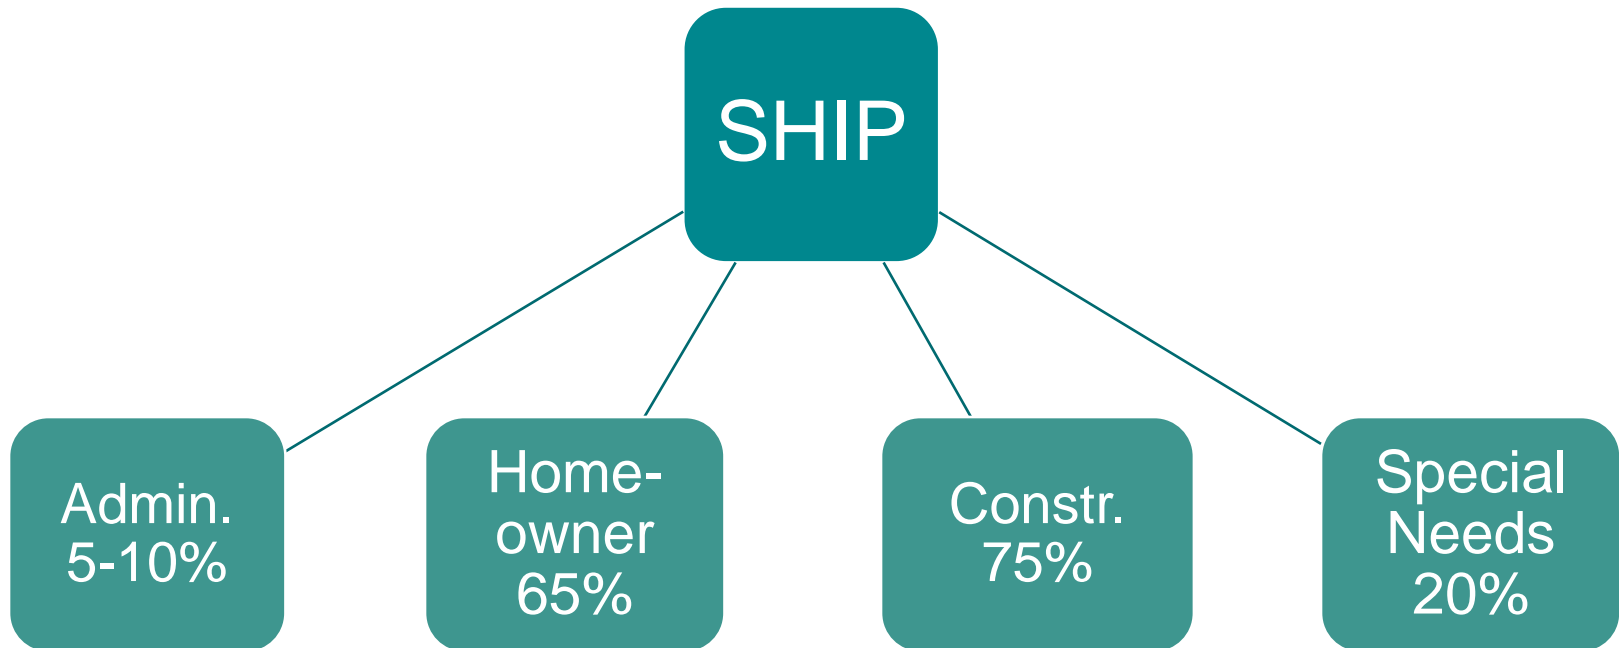 SHIP
Admin.
5-10%
Home-
owner
65%
Constr.
75%
Special
Needs
20%